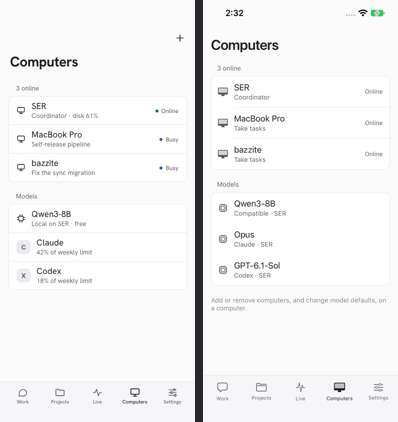 +
Computers
3 online
SER
Coordinator · disk 61%
Online
MacBook Pro
Self-release pipeline
Busy
bazzite
Fix the sync migration
Busy
Models
Qwen3-8B
Local on SER · free
C
Claude
42% of weekly limit
X
Codex
18% of weekly limit
Work
Projects
Live
Computers
Settings
2:32
Computers
3 online
SER
Coordinator
Online
MacBook Pro
Take tasks
Online
bazzite
Take tasks
Online
Models
Qwen3-8B
Compatible · SER
Opus
Claude · SER
GPT-6.1-Sol
Codex · SER
Add or remove computers, and change model defaults, on
a computer.
Work
Projects
Live
Computers
Settings